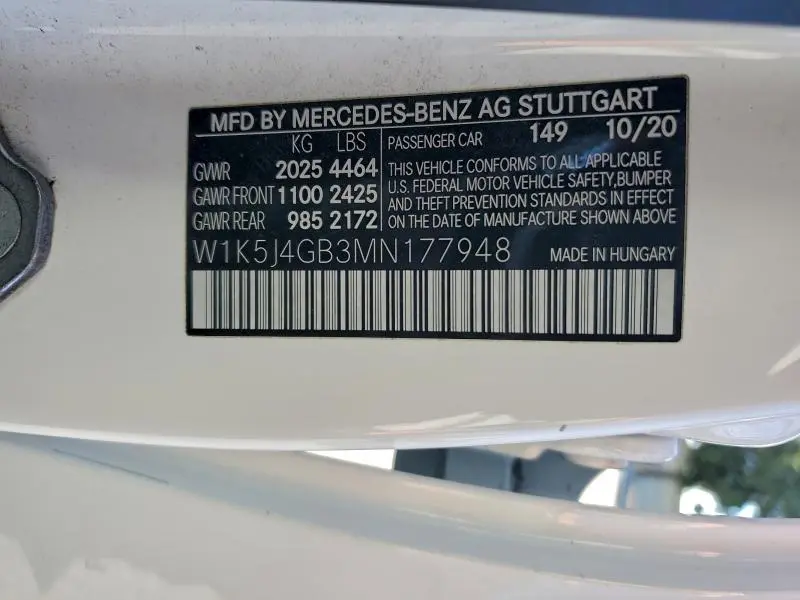 MFD BY MERCEDES-BENZ AG STUTTGART
KG LBS
GVWR 2025 4464
GAWR FRONT 1100 2425
GAWR REAR 985 2172
PASSENGER CAR 149 10/20
THIS VEHICLE CONFORMS TO ALL APPLICABLE
U.S. FEDERAL MOTOR VEHICLE SAFETY,BUMPER
AND THEFT PREVENTION STANDARDS IN EFFECT
ON THE DATE OF MANUFACTURE SHOWN ABOVE
W1K5J4GB3MN177948 MADE IN HUNGARY